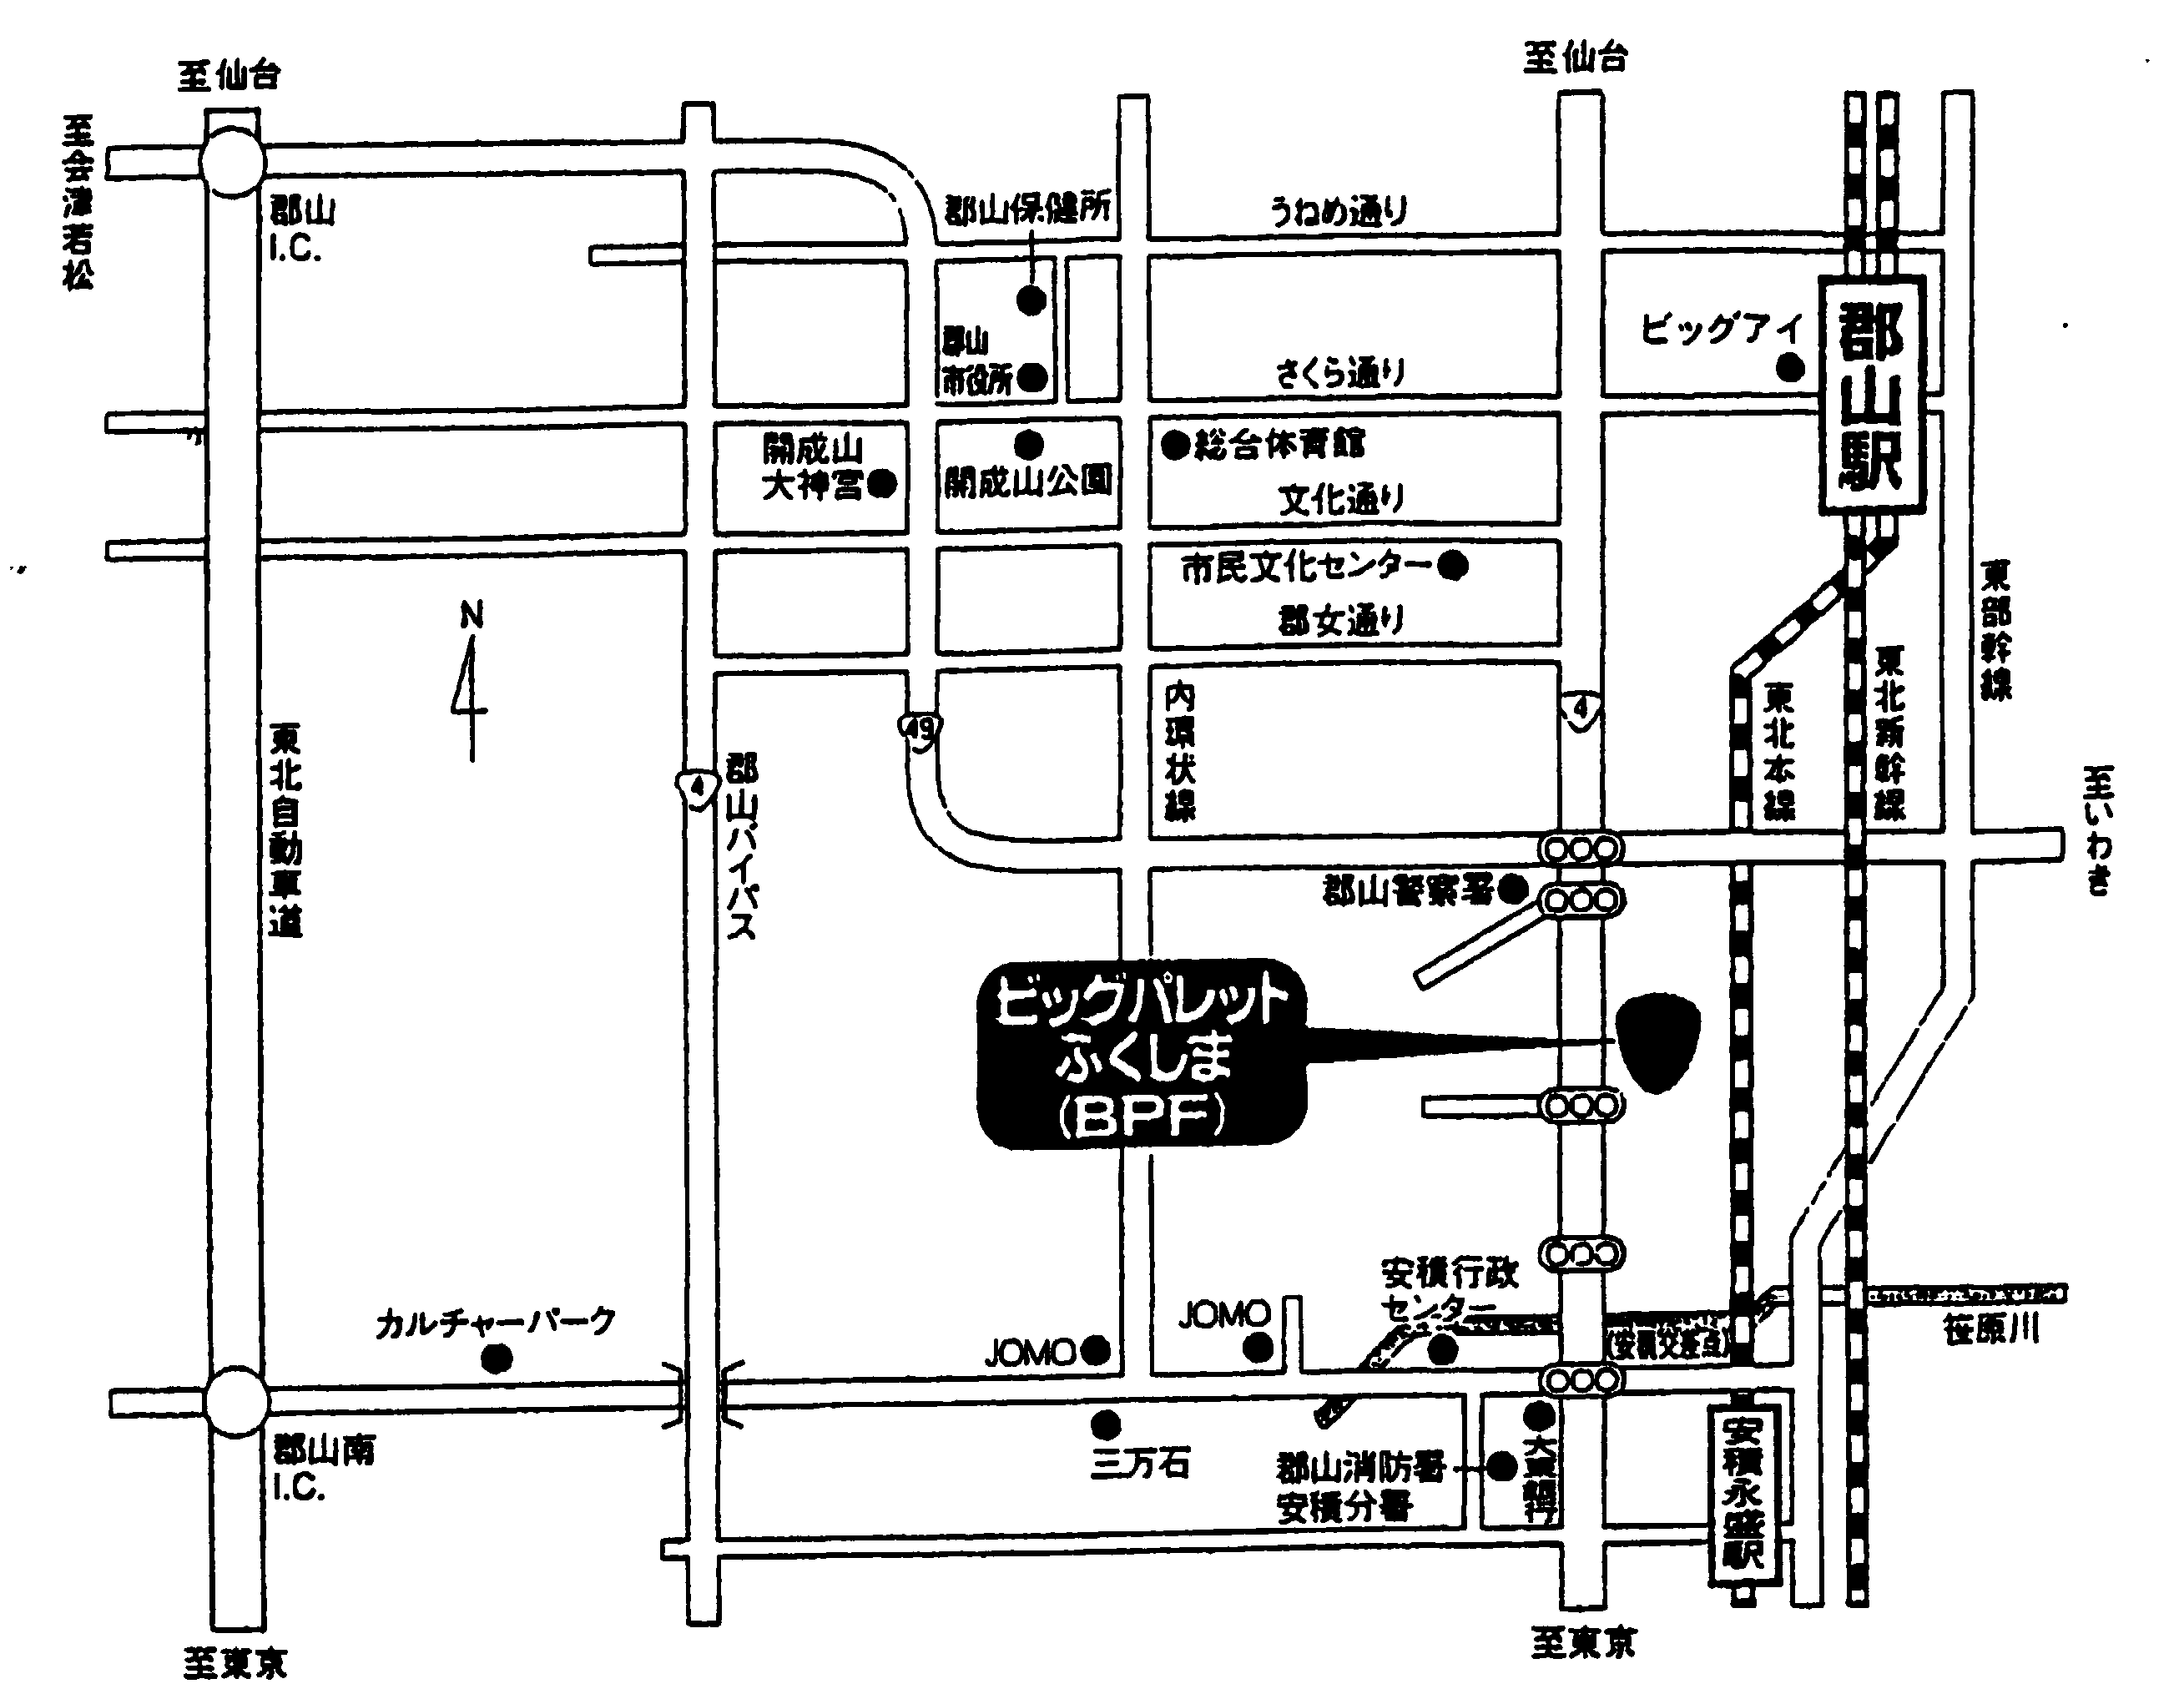 至仙台
至仙台
至会津若松
郡山
I.C.
郡山保健所
うねめ通り
郡山
市役所
ビッグアイ
郡山駅
さくら通り
開成山
大神宮
開成山公園
総合体育館
文化通り
市民文化センター
郡女通り
N
東部幹線
東北自動車道
4
郡山バイパス
49
内環状線
4
東北本線
東北新幹線
至いわき
郡山警察署
ビッグパレット
ふくしま
(BPF)
カルチャーパーク
JOMO
JOMO
安積行政
センター
(安積交差点)
笹原川
郡山南
I.C.
三万石
郡山消防署
安積分署
大東銀行
安積永盛駅
至東京
至東京